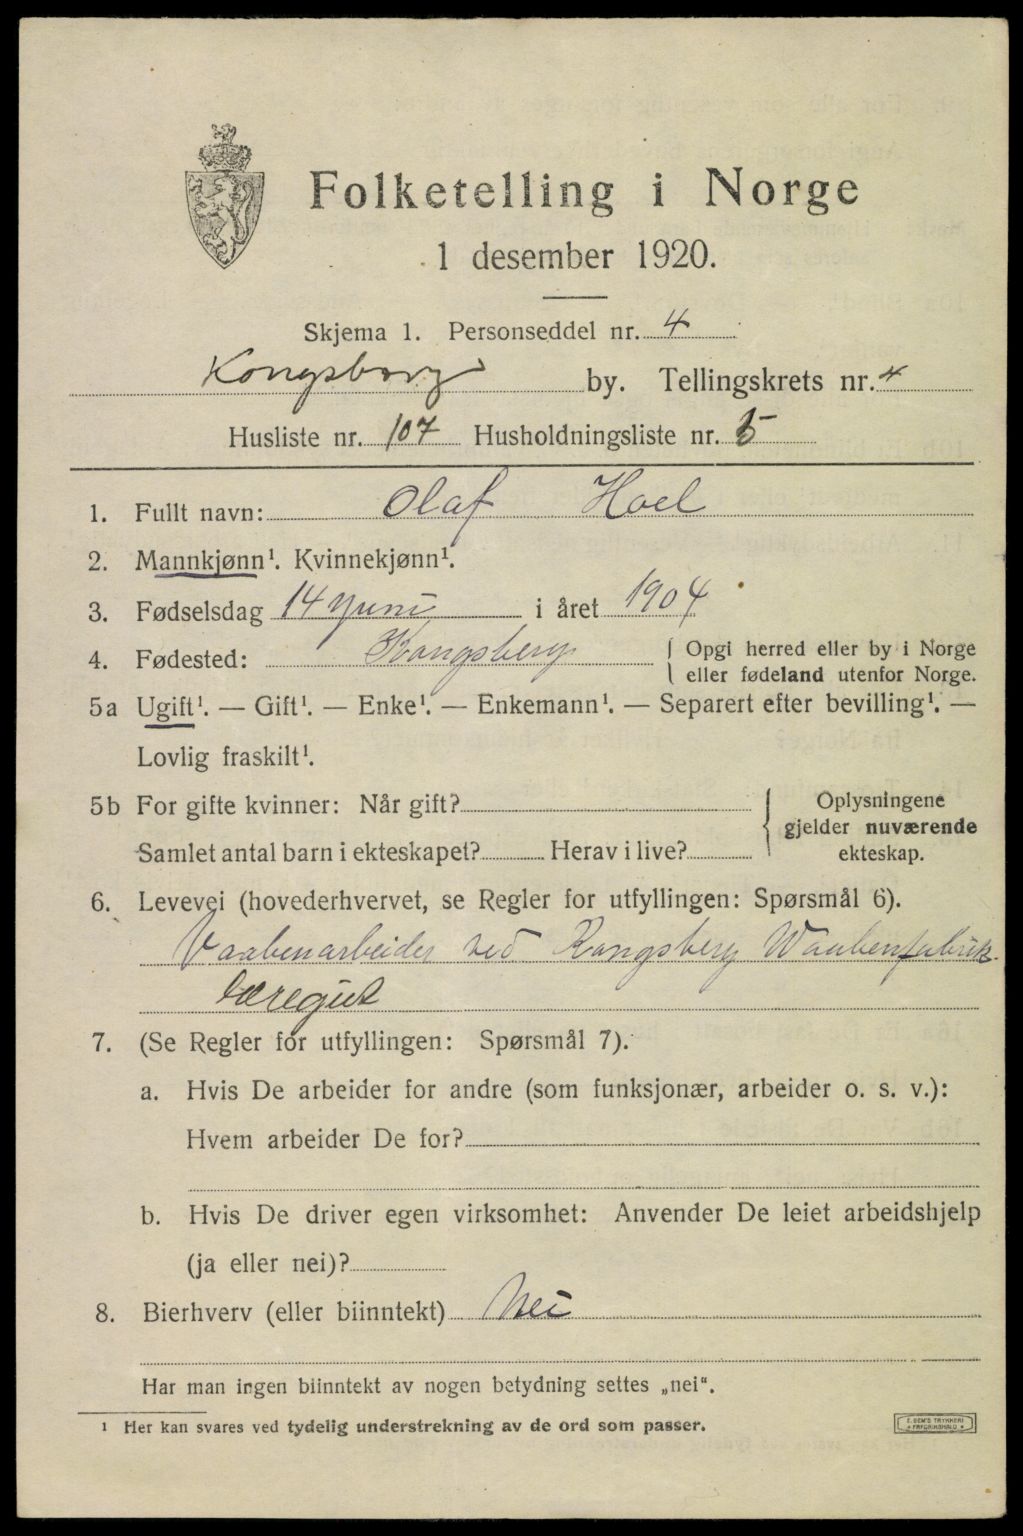 Folketelling i Norge
1 desember 1920.
Skjema 1. Personseddel nr. 4
Kongsberg by. Tellingskrets nr. 4
Husliste nr. 107 Husholdningsliste nr. 5
1. Fullt navn: Olaf Hoel
2. Mannkjønn¹. Kvinnekjønn¹.
3. Fødselsdag 14 Juni i året 1904
4. Fødested: Kongsberg { Opgi herred eller by i Norge
eller fødeland utenfor Norge.
5a Ugift¹. — Gift¹. — Enke¹. — Enkemann¹. — Separert efter bevilling¹. —
Lovlig fraskilt¹.
5b For gifte kvinner: Når gift?
Samlet antal barn i ekteskapet? Herav i live?
{ Oplysningene
gjelder nuværende
ekteskap.
6. Levevei (hovederhvervet, se Regler for utfyllingen: Spørsmål 6).
Vaabenarbeider ved Kongsberg Waabenfabrik.
læregut
7. (Se Regler for utfyllingen: Spørsmål 7).
a. Hvis De arbeider for andre (som funksjonær, arbeider o. s. v.):
Hvem arbeider De for?
b. Hvis De driver egen virksomhet: Anvender De leiet arbeidshjelp
(ja eller nei)?
8. Bierhverv (eller biinntekt) Nei
Har man ingen biinntekt av nogen betydning settes „nei".
¹ Her kan svares ved tydelig understrekning av de ord som passer.
E. SEM'S TRYKKERI
FREDRIKSHALD